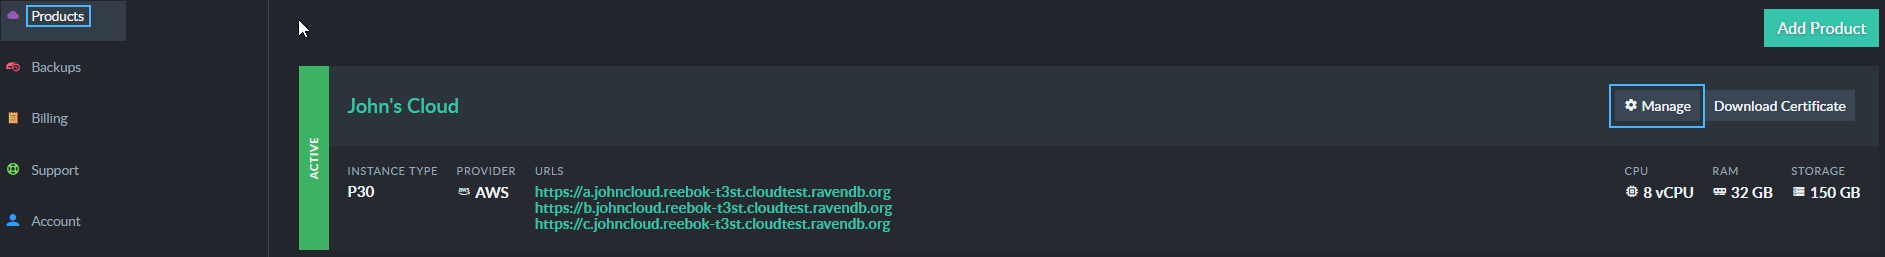 Products
Backups
Billing
Support
Account
Add Product
ACTIVE
John's Cloud
Manage
Download Certificate
INSTANCE TYPE
P30
PROVIDER
aws AWS
URLS
https://a.johncloud.reebok-t3st.cloudtest.ravendb.org
https://b.johncloud.reebok-t3st.cloudtest.ravendb.org
https://c.johncloud.reebok-t3st.cloudtest.ravendb.org
CPU
8 vCPU
RAM
32 GB
STORAGE
150 GB